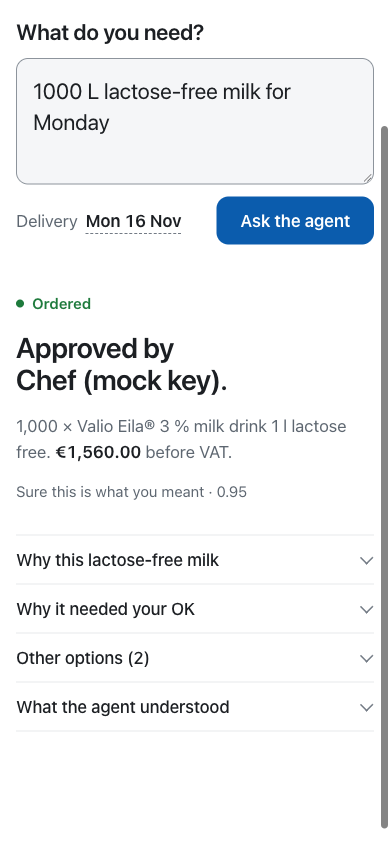 What do you need?
1000 L lactose-free milk for
Monday
Delivery Mon 16 Nov
Ask the agent
Ordered
Approved by
Chef (mock key).
1,000 × Valio Eila® 3 % milk drink 1 l lactose
free. €1,560.00 before VAT.
Sure this is what you meant · 0.95
Why this lactose-free milk
Why it needed your OK
Other options (2)
What the agent understood